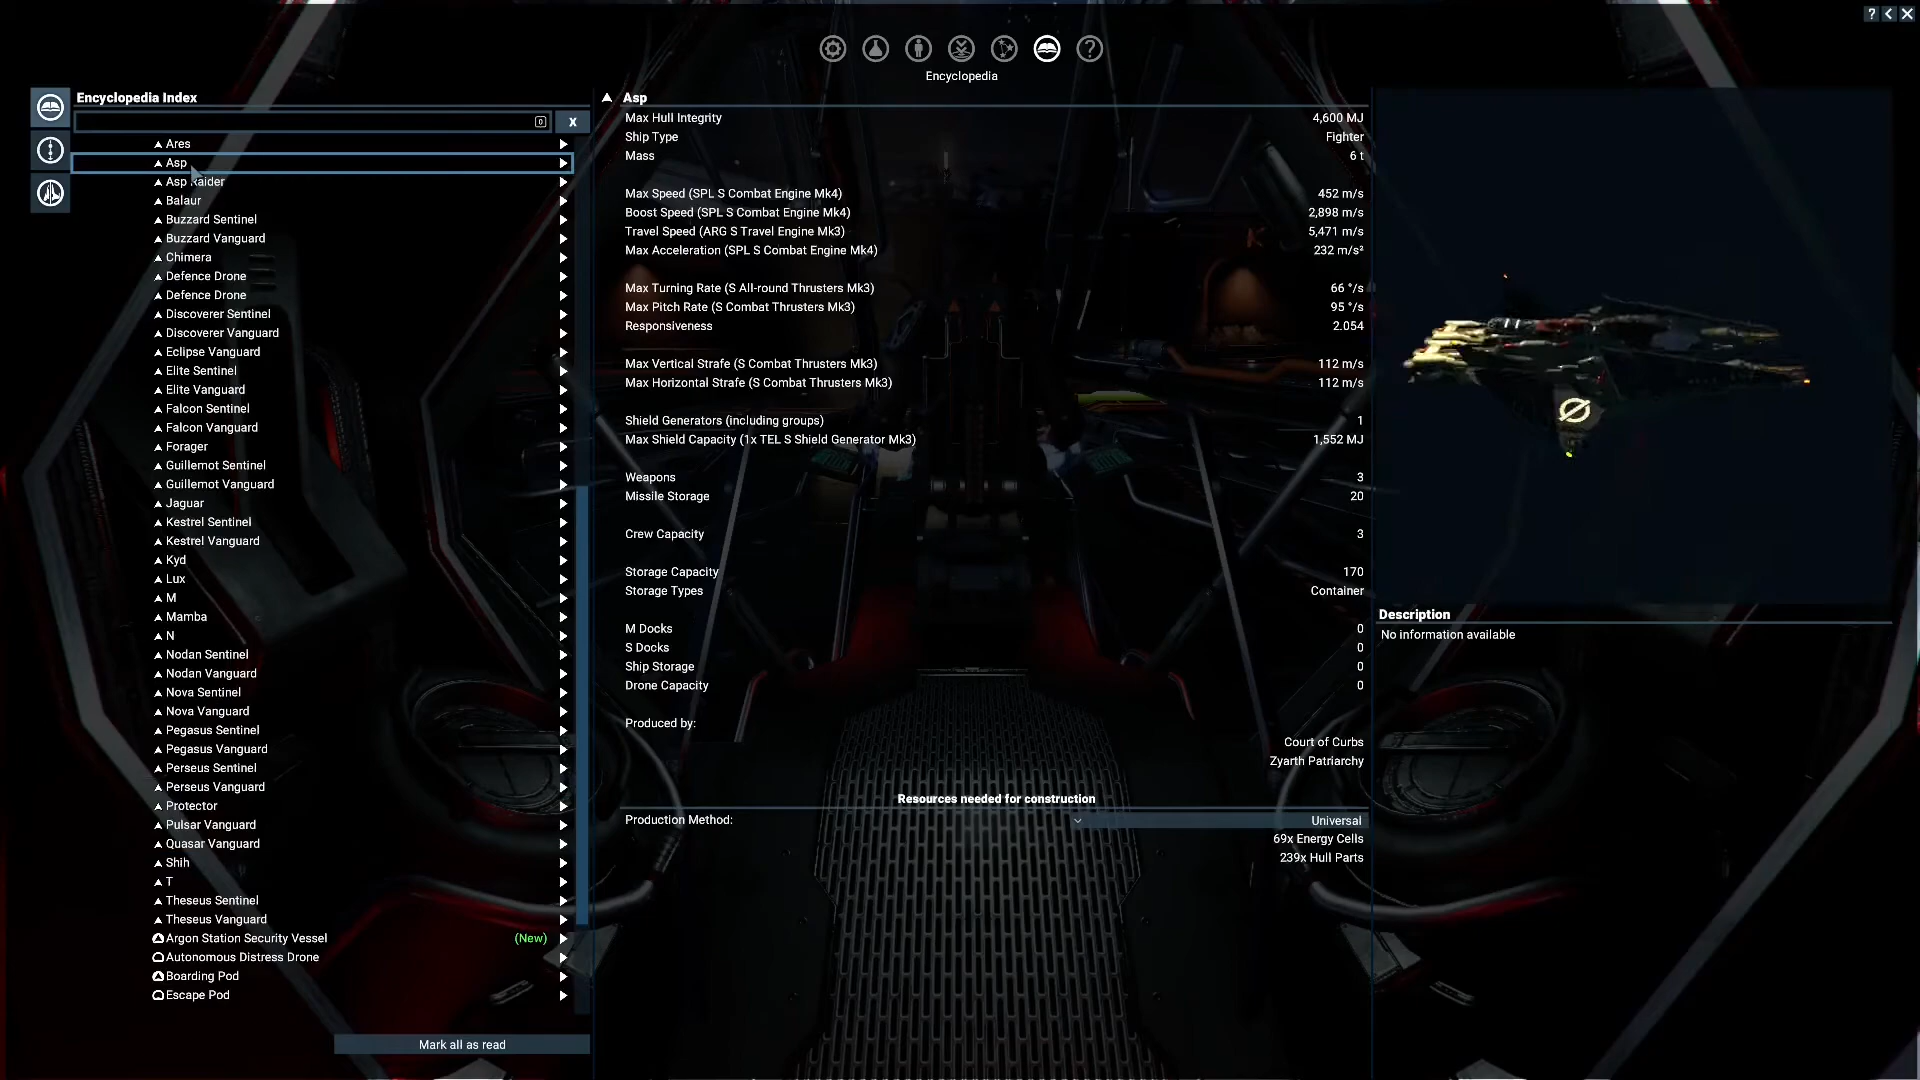 ? < X
Encyclopedia
Encyclopedia Index
0 X
Ares
Asp
Asp Raider
Balaur
Buzzard Sentinel
Buzzard Vanguard
Chimera
Defence Drone
Defence Drone
Discoverer Sentinel
Discoverer Vanguard
Eclipse Vanguard
Elite Sentinel
Elite Vanguard
Falcon Sentinel
Falcon Vanguard
Forager
Guillemot Sentinel
Guillemot Vanguard
Jaguar
Kestrel Sentinel
Kestrel Vanguard
Kyd
Lux
M
Mamba
N
Nodan Sentinel
Nodan Vanguard
Nova Sentinel
Nova Vanguard
Pegasus Sentinel
Pegasus Vanguard
Perseus Sentinel
Perseus Vanguard
Protector
Pulsar Vanguard
Quasar Vanguard
Shih
T
Theseus Sentinel
Theseus Vanguard
Argon Station Security Vessel (New)
Autonomous Distress Drone
Boarding Pod
Escape Pod
Mark all as read
Asp
Max Hull Integrity 4,600 MJ
Ship Type Fighter
Mass 6 t
Max Speed (SPL S Combat Engine Mk4) 452 m/s
Boost Speed (SPL S Combat Engine Mk4) 2,898 m/s
Travel Speed (ARG S Travel Engine Mk3) 5,471 m/s
Max Acceleration (SPL S Combat Engine Mk4) 232 m/s²
Max Turning Rate (S All-round Thrusters Mk3) 66 °/s
Max Pitch Rate (S Combat Thrusters Mk3) 95 °/s
Responsiveness 2.054
Max Vertical Strafe (S Combat Thrusters Mk3) 112 m/s
Max Horizontal Strafe (S Combat Thrusters Mk3) 112 m/s
Shield Generators (including groups) 1
Max Shield Capacity (1x TEL S Shield Generator Mk3) 1,552 MJ
Weapons 3
Missile Storage 20
Crew Capacity 3
Storage Capacity 170
Storage Types Container
M Docks 0
S Docks 0
Ship Storage 0
Drone Capacity 0
Produced by:
Court of Curbs
Zyarth Patriarchy
Resources needed for construction
Production Method: Universal
69x Energy Cells
239x Hull Parts
Description
No information available